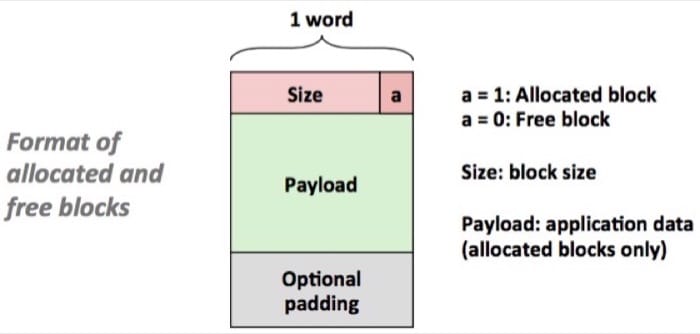 1 word
Size
a
a = 1: Allocated block
a = 0: Free block
Format of
allocated and
free blocks
Payload
Size: block size
Payload: application data
(allocated blocks only)
Optional
padding